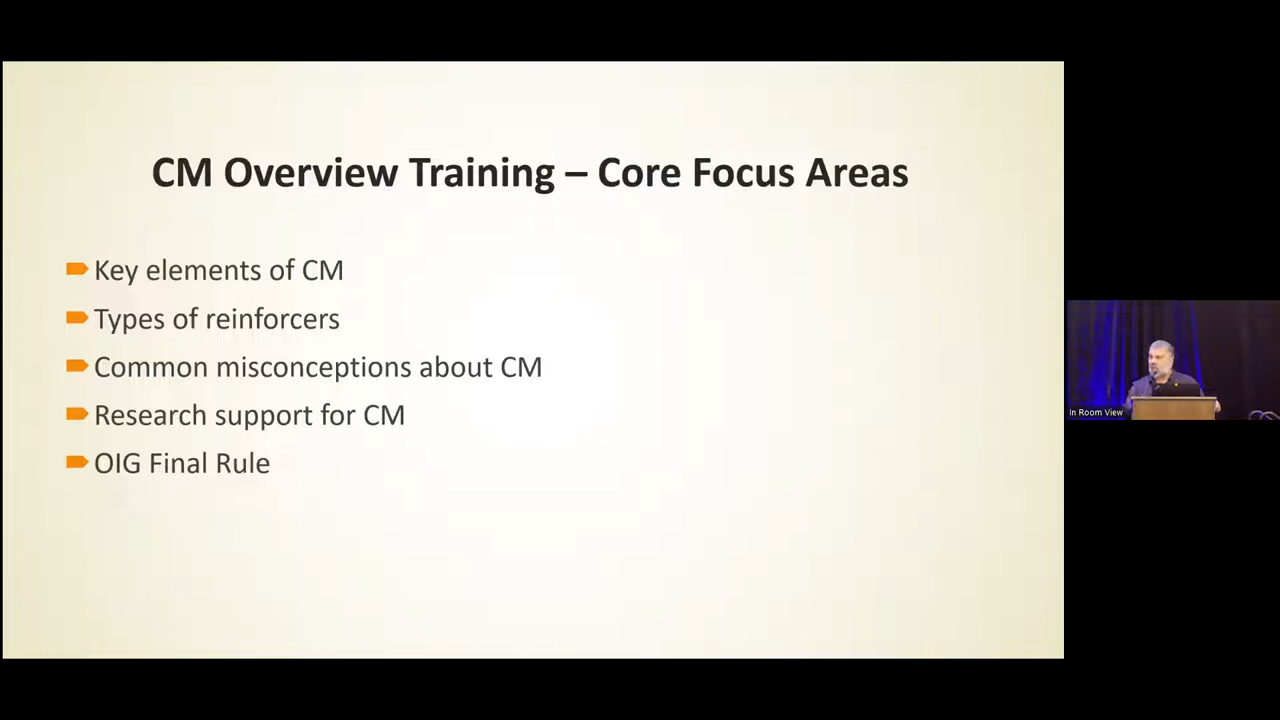 CM Overview Training – Core Focus Areas
Key elements of CM
Types of reinforcers
Common misconceptions about CM
Research support for CM
OIG Final Rule
In Room View